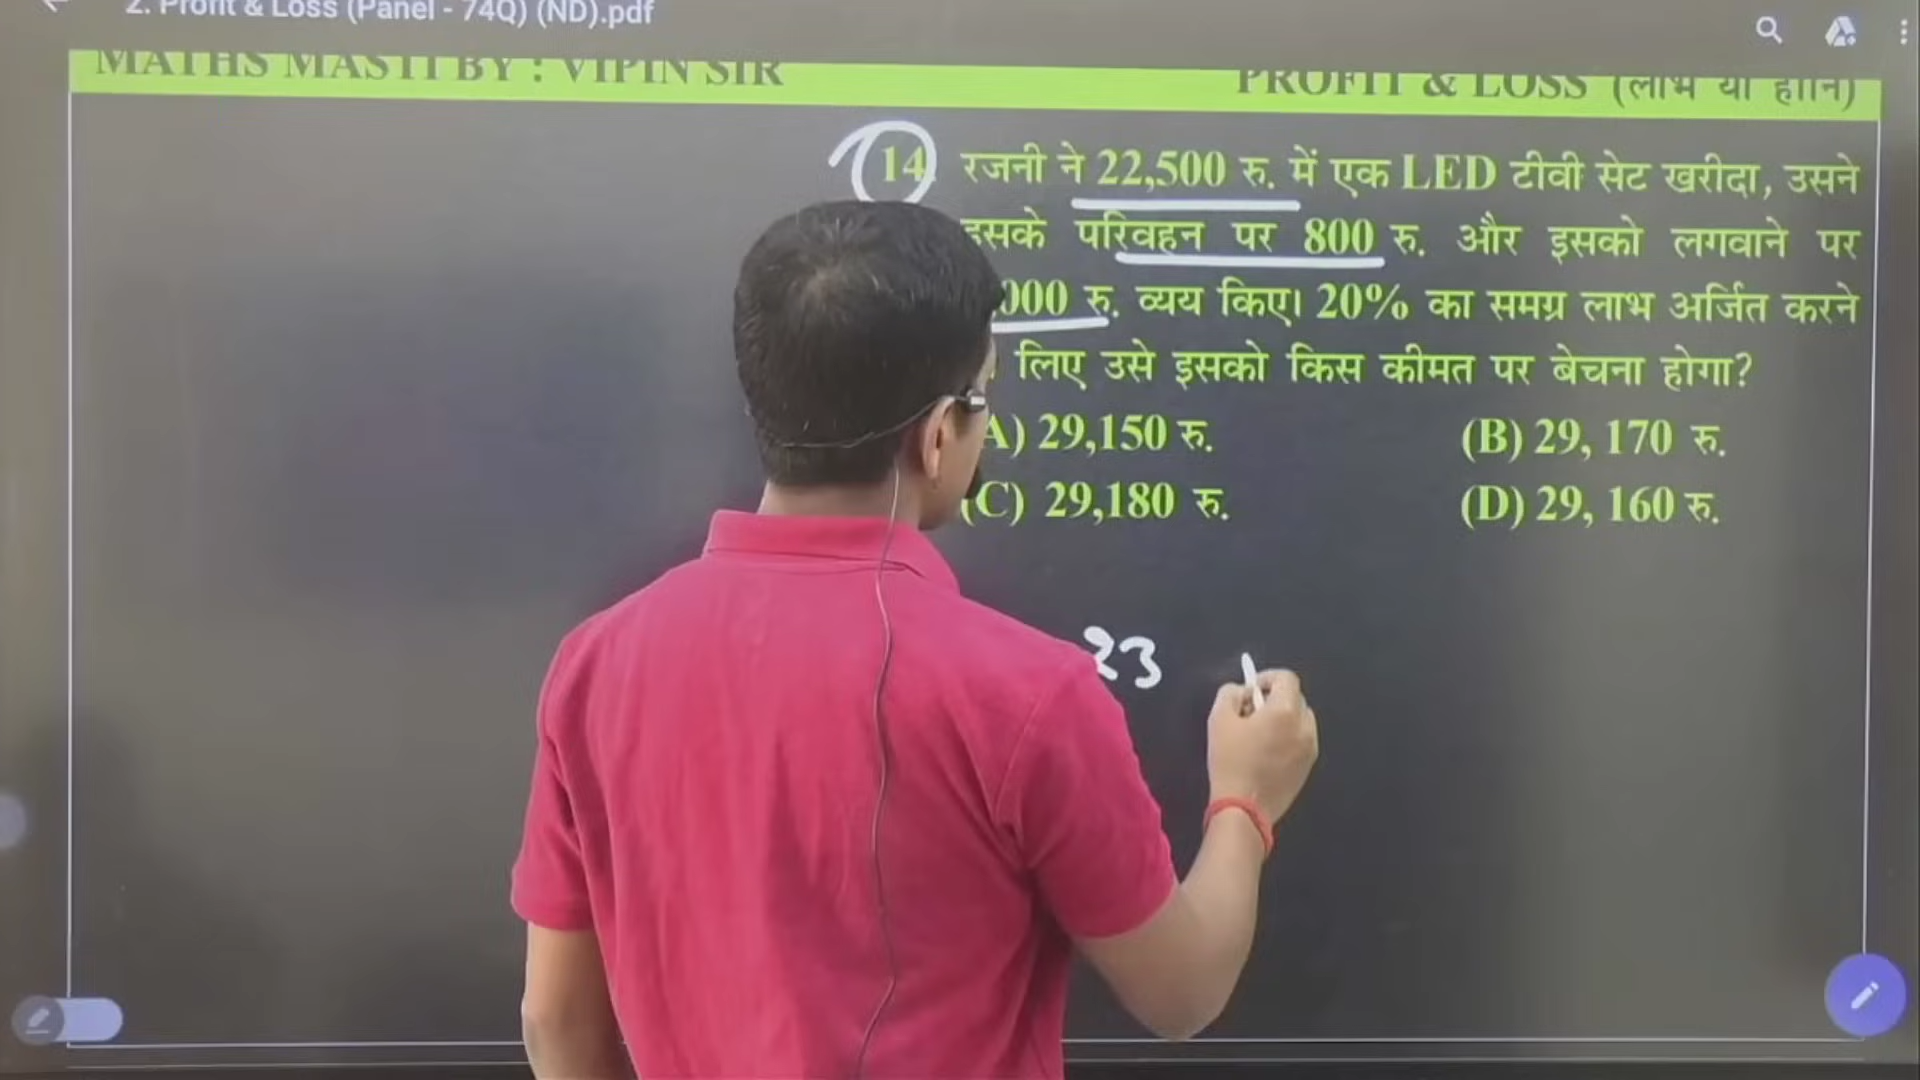 2. Profit & Loss (Panel - 74Q) (ND).pdf
MATHS MASTI BY : VIPIN SIR
PROFIT & LOSS (लाभ या हानि)
14. रजनी ने 22,500 रु. में एक LED टीवी सेट खरीदा, उसने
इसके परिवहन पर 800 रु. और इसको लगवाने पर
000 रु. व्यय किए। 20% का समग्र लाभ अर्जित करने
लिए उसे इसको किस कीमत पर बेचना होगा?
A) 29,150 रु.
(B) 29, 170 रु.
(C) 29,180 रु.
(D) 29, 160 रु.
23